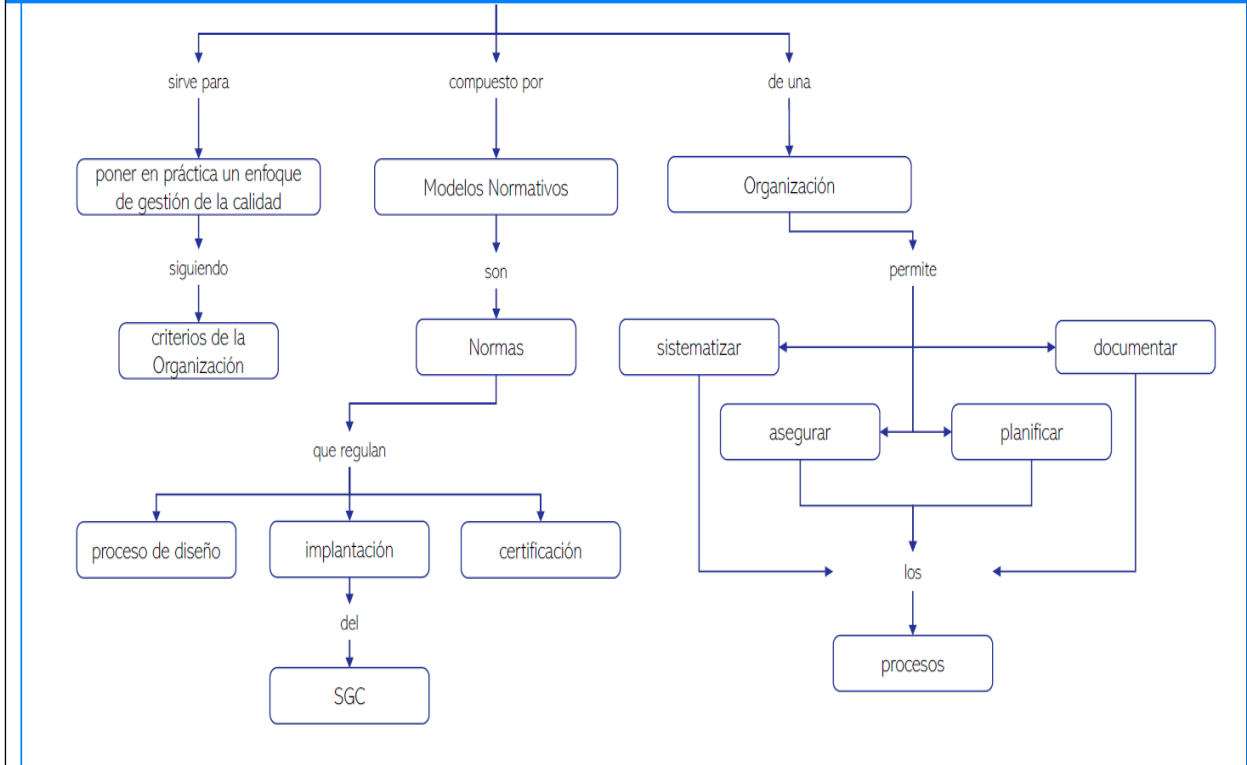 sirve para
compuesto por
de una
poner en práctica un enfoque
de gestión de la calidad
Modelos Normativos
Organización
siguiendo
son
permite
criterios de la
Organización
Normas
sistematizar
documentar
asegurar
planificar
que regulan
proceso de diseño
implantación
certificación
los
del
procesos
SGC